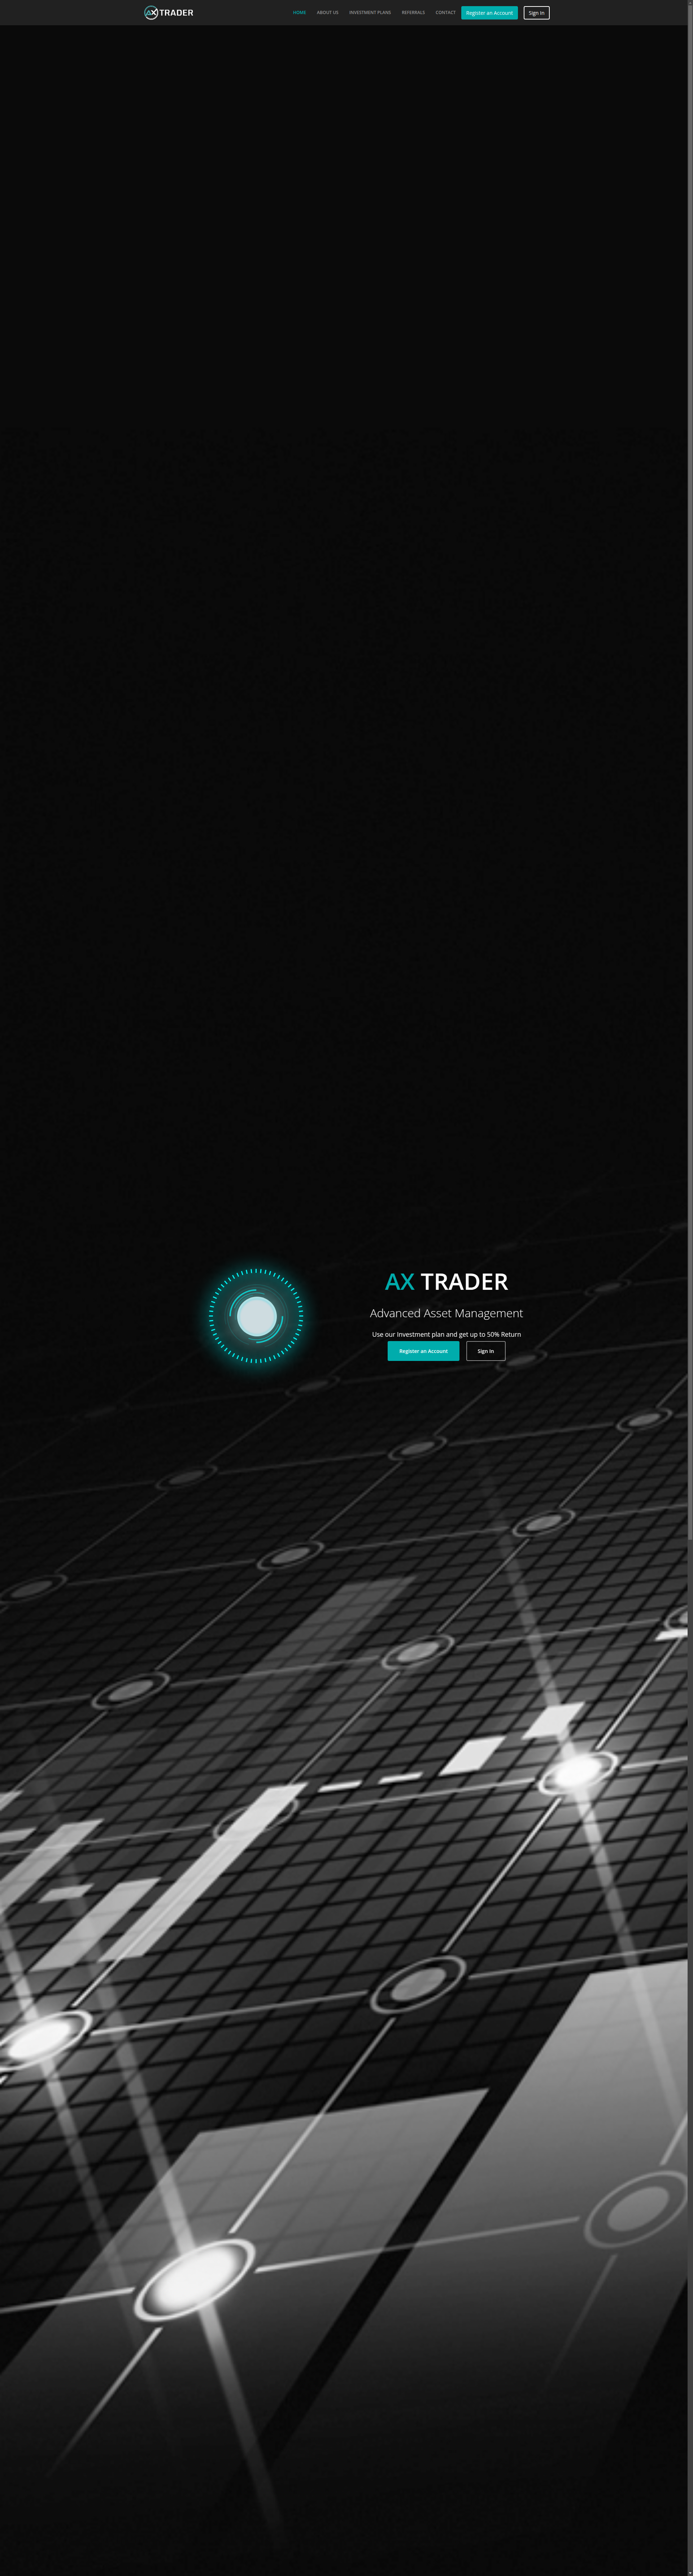 AX TRADER
HOME
ABOUT US
INVESTMENT PLANS
REFERRALS
CONTACT
Register an Account
Sign In
AX TRADER
Advanced Asset Management
Use our Investment plan and get up to 50% Return
Register an Account
Sign In